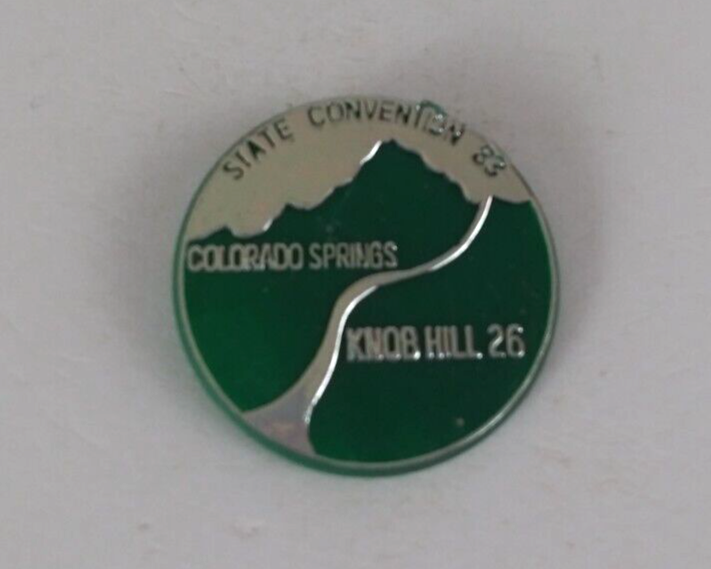 STATE CONVENTION '83
COLORADO SPRINGS
KNOB HILL 26